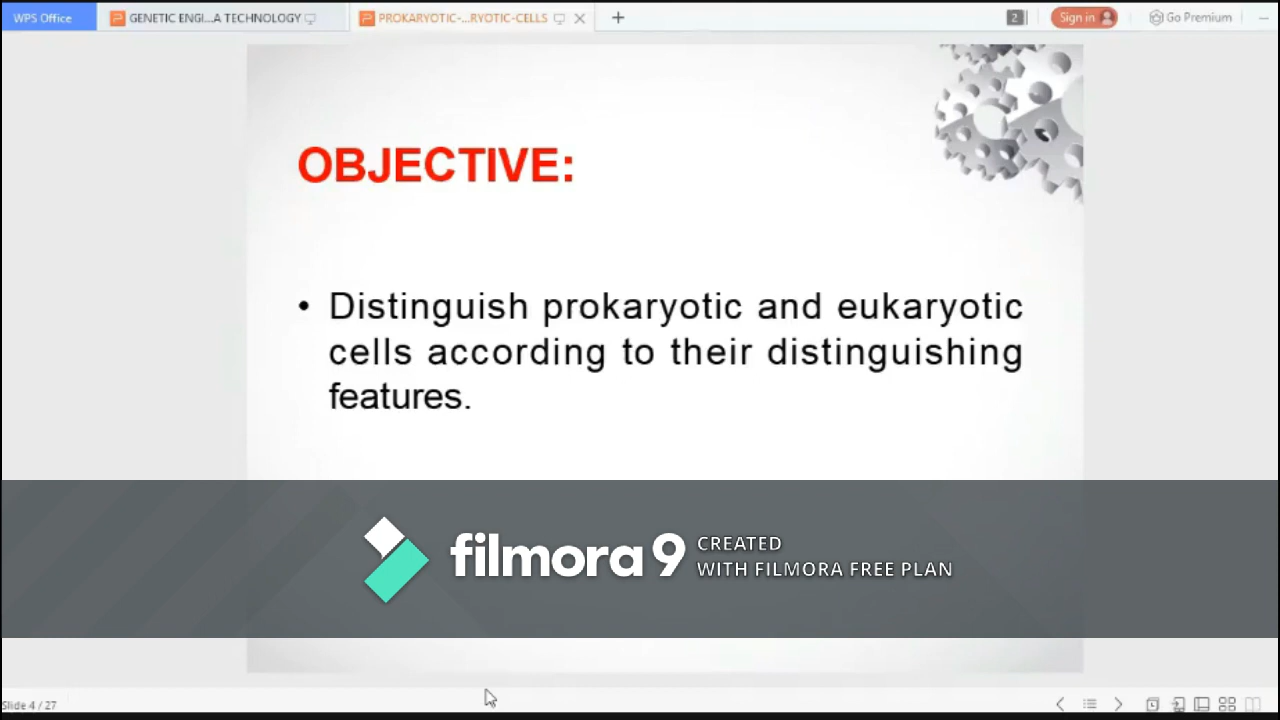 WPS Office
GENETIC ENGI...A TECHNOLOGY
PROKARYOTIC-...RYOTIC-CELLS
2
Sign in
Go Premium
OBJECTIVE:
• Distinguish prokaryotic and eukaryotic
cells according to their distinguishing
features.
filmora 9
CREATED
WITH FILMORA FREE PLAN
Slide 4 / 27